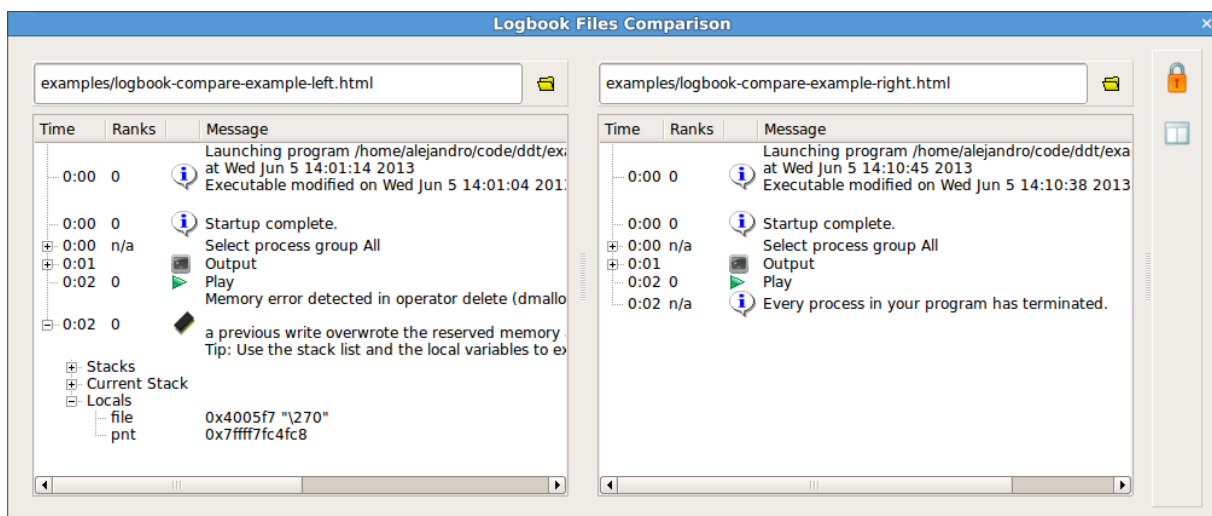 Logbook Files Comparison
examples/logbook-compare-example-left.html
Time Ranks Message
Launching program /home/alejandro/code/ddt/exa
0:00 0 at Wed Jun 5 14:01:14 2013
Executable modified on Wed Jun 5 14:01:04 201
0:00 0 Startup complete.
0:00 n/a Select process group All
0:01 Output
0:02 0 Play
Memory error detected in operator delete (dmallo
0:02 0
a previous write overwrote the reserved memory
Tip: Use the stack list and the local variables to ex
Stacks
Current Stack
Locals
file 0x4005f7 "\270"
pnt 0x7ffff7fc4fc8
examples/logbook-compare-example-right.html
Time Ranks Message
Launching program /home/alejandro/code/ddt/exa
0:00 0 at Wed Jun 5 14:10:45 2013
Executable modified on Wed Jun 5 14:10:38 2013
0:00 0 Startup complete.
0:00 n/a Select process group All
0:01 Output
0:02 0 Play
0:02 n/a Every process in your program has terminated.